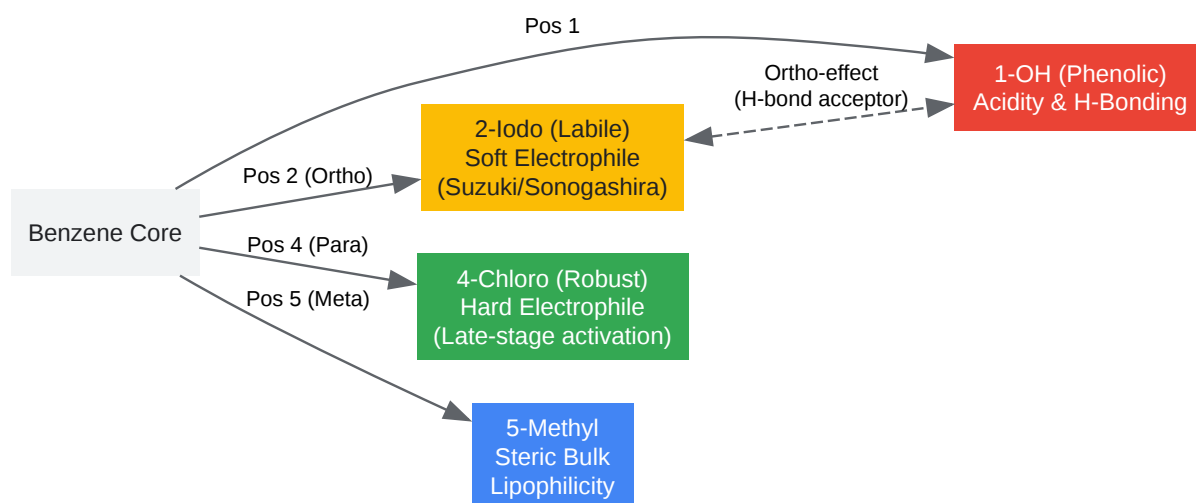 Pos 1
Ortho-effect
(H-bond acceptor)
1-OH (Phenolic)
Acidity & H-Bonding
2-Iodo (Labile)
Soft Electrophile
(Suzuki/Sonogashira)
Pos 2 (Ortho)
Benzene Core
Pos 4 (Para)
4-Chloro (Robust)
Hard Electrophile
(Late-stage activation)
Pos 5 (Meta)
5-Methyl
Steric Bulk
Lipophilicity